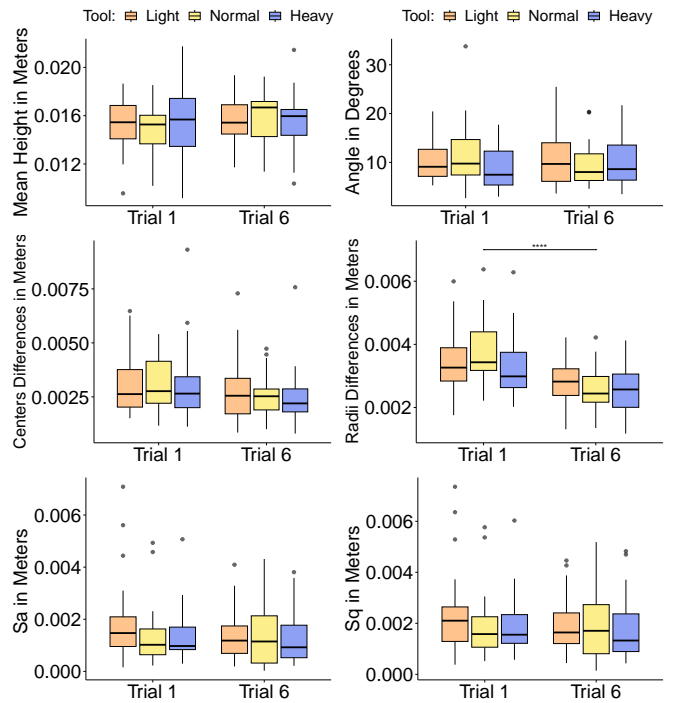 Tool: Light Normal Heavy
Tool: Light Normal Heavy
Mean Height in Meters
0.020
0.016
0.012
Trial 1 Trial 6
Angle in Degrees
30
20
10
Trial 1 Trial 6
Centers Differences in Meters
0.0075
0.0050
0.0025
Trial 1 Trial 6
Radii Differences in Meters
0.006
0.004
0.002
****
Trial 1 Trial 6
Sa in Meters
0.006
0.004
0.002
0.000
Trial 1 Trial 6
Sq in Meters
0.006
0.004
0.002
0.000
Trial 1 Trial 6